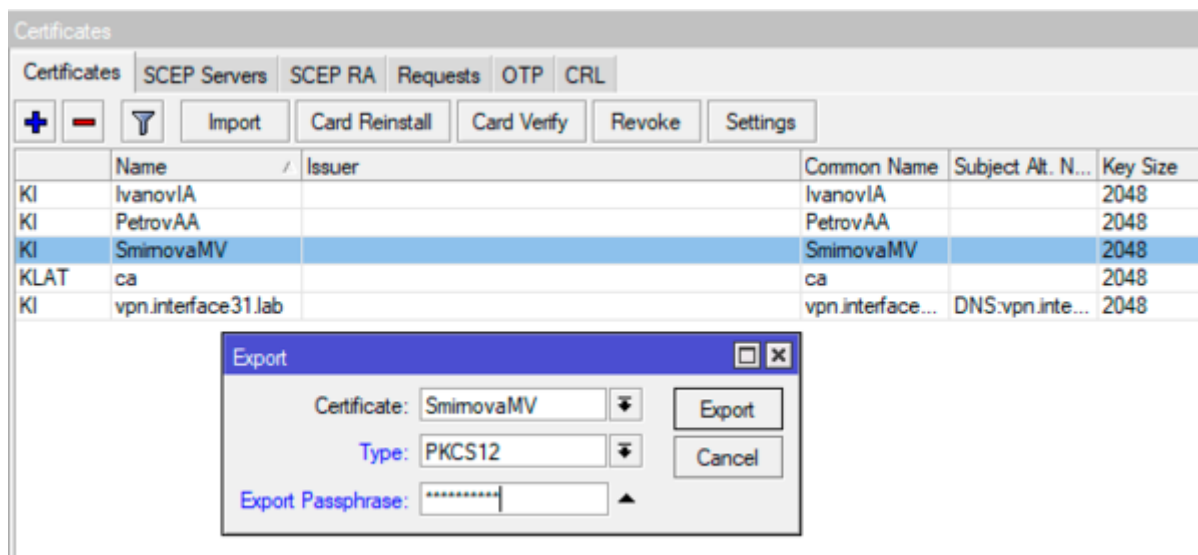 Certificates
Certificates SCEP Servers SCEP RA Requests OTP CRL
Import Card Reinstall Card Verify Revoke Settings
Name Issuer Common Name Subject Alt. N... Key Size
KI IvanovIA IvanovIA 2048
KI PetrovAA PetrovAA 2048
KI SmirnovaMV SmirnovaMV 2048
KLAT ca ca 2048
KI vpn.interface31.lab vpn.interface... DNS:vpn.inte... 2048
Export
Certificate: SmirnovaMV Export
Type: PKCS12 Cancel
Export Passphrase: **********